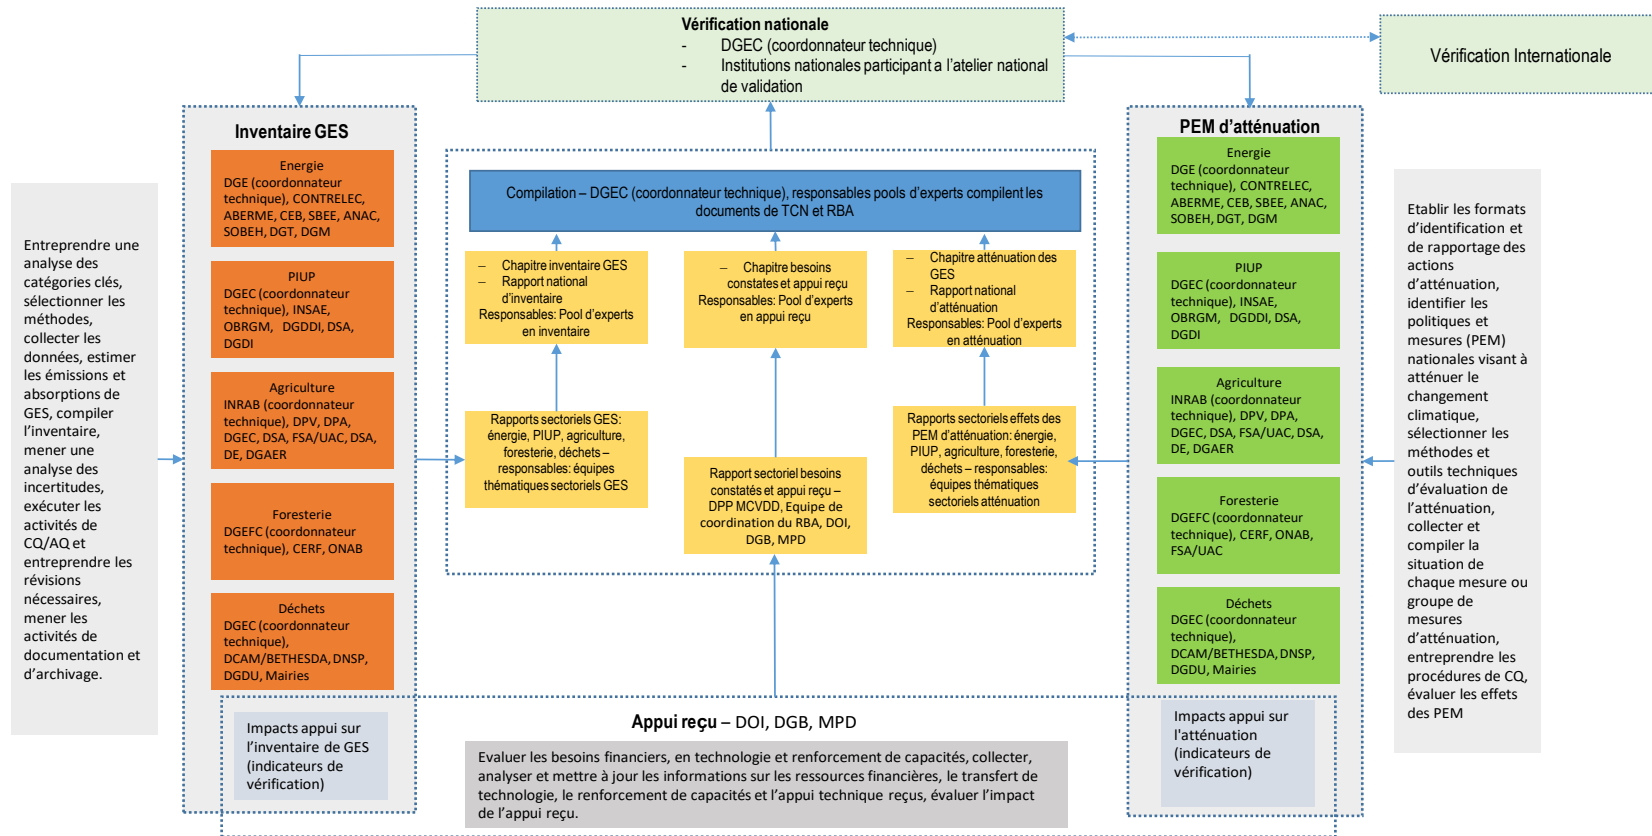 Vérification nationale
- DGEC (coordonnateur technique)
- Institutions nationales participant a l'atelier national
de validation
Vérification Internationale
Entreprendre une
analyse des
catégories clés,
sélectionner les
méthodes,
collecter les
données, estimer
les émissions et
absorptions de
GES, compiler
l'inventaire,
mener une
analyse des
incertitudes,
exécuter les
activités de
CQ/AQ et
entreprendre les
révisions
nécessaires,
mener les
activités de
documentation et
d'archivage.
Inventaire GES
Energie
DGE (coordonnateur
technique), CONTRELEC,
ABERME, CEB, SBEE, ANAC,
SOBEH, DGT, DGM
PIUP
DGEC (coordonnateur
technique), INSAE,
OBRGM, DGDDI, DSA,
DGDI
Agriculture
INRAB (coordonnateur
technique), DPV, DPA,
DGEC, DSA, FSA/UAC, DSA,
DE, DGAER
Foresterie
DGEFC (coordonnateur
technique), CERF, ONAB
Déchets
DGEC (coordonnateur
technique),
DCAM/BETHESDA, DNSP,
DGDU, Mairies
Impacts appui sur
l'inventaire de GES
(indicateurs de
vérification)
Compilation – DGEC (coordonnateur technique), responsables pools d'experts compilent les
documents de TCN et RBA
– Chapitre inventaire GES
– Rapport national
d'inventaire
Responsables: Pool d'experts
en inventaire
– Chapitre besoins
constates et appui reçu
Responsables: Pool d'experts
en appui reçu
– Chapitre atténuation des
GES
– Rapport national
d'atténuation
Responsables: Pool d'experts
en atténuation
Rapports sectoriels GES:
énergie, PIUP, agriculture,
foresterie, déchets –
responsables: équipes
thématiques sectoriels GES
Rapport sectoriel besoins
constatés et appui reçu –
DPP MCVDD, Equipe de
coordination du RBA, DOI,
DGB, MPD
Rapports sectoriels effets des
PEM d'atténuation: énergie,
PIUP, agriculture, foresterie,
déchets – responsables:
équipes thématiques
sectoriels atténuation
Appui reçu – DOI, DGB, MPD
Evaluer les besoins financiers, en technologie et renforcement de capacités, collecter,
analyser et mettre à jour les informations sur les ressources financières, le transfert de
technologie, le renforcement de capacités et l'appui technique reçus, évaluer l'impact
de l'appui reçu.
PEM d'atténuation
Energie
DGE (coordonnateur
technique), CONTRELEC,
ABERME, CEB, SBEE, ANAC,
SOBEH, DGT, DGM
PIUP
DGEC (coordonnateur
technique), INSAE,
OBRGM, DGDDI, DSA,
DGDI
Agriculture
INRAB (coordonnateur
technique), DPV, DPA,
DGEC, DSA, FSA/UAC, DSA,
DE, DGAER
Foresterie
DGEFC (coordonnateur
technique), CERF, ONAB,
FSA/UAC
Déchets
DGEC (coordonnateur
technique),
DCAM/BETHESDA, DNSP,
DGDU, Mairies
Impacts appui sur
l'atténuation
(indicateurs de
vérification)
Etablir les formats
d'identification et
de rapportage des
actions
d'atténuation,
identifier les
politiques et
mesures (PEM)
nationales visant à
atténuer le
changement
climatique,
sélectionner les
méthodes et
outils techniques
d'évaluation de
l'atténuation,
collecter et
compiler la
situation de
chaque mesure ou
groupe de
mesures
d'atténuation,
entreprendre les
procédures de CQ,
évaluer les effets
des PEM